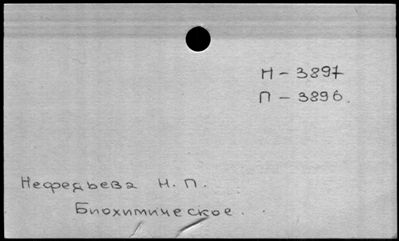 Н - 3897
П - 3896.
Нефедьева Н. П.
Биохимическое...